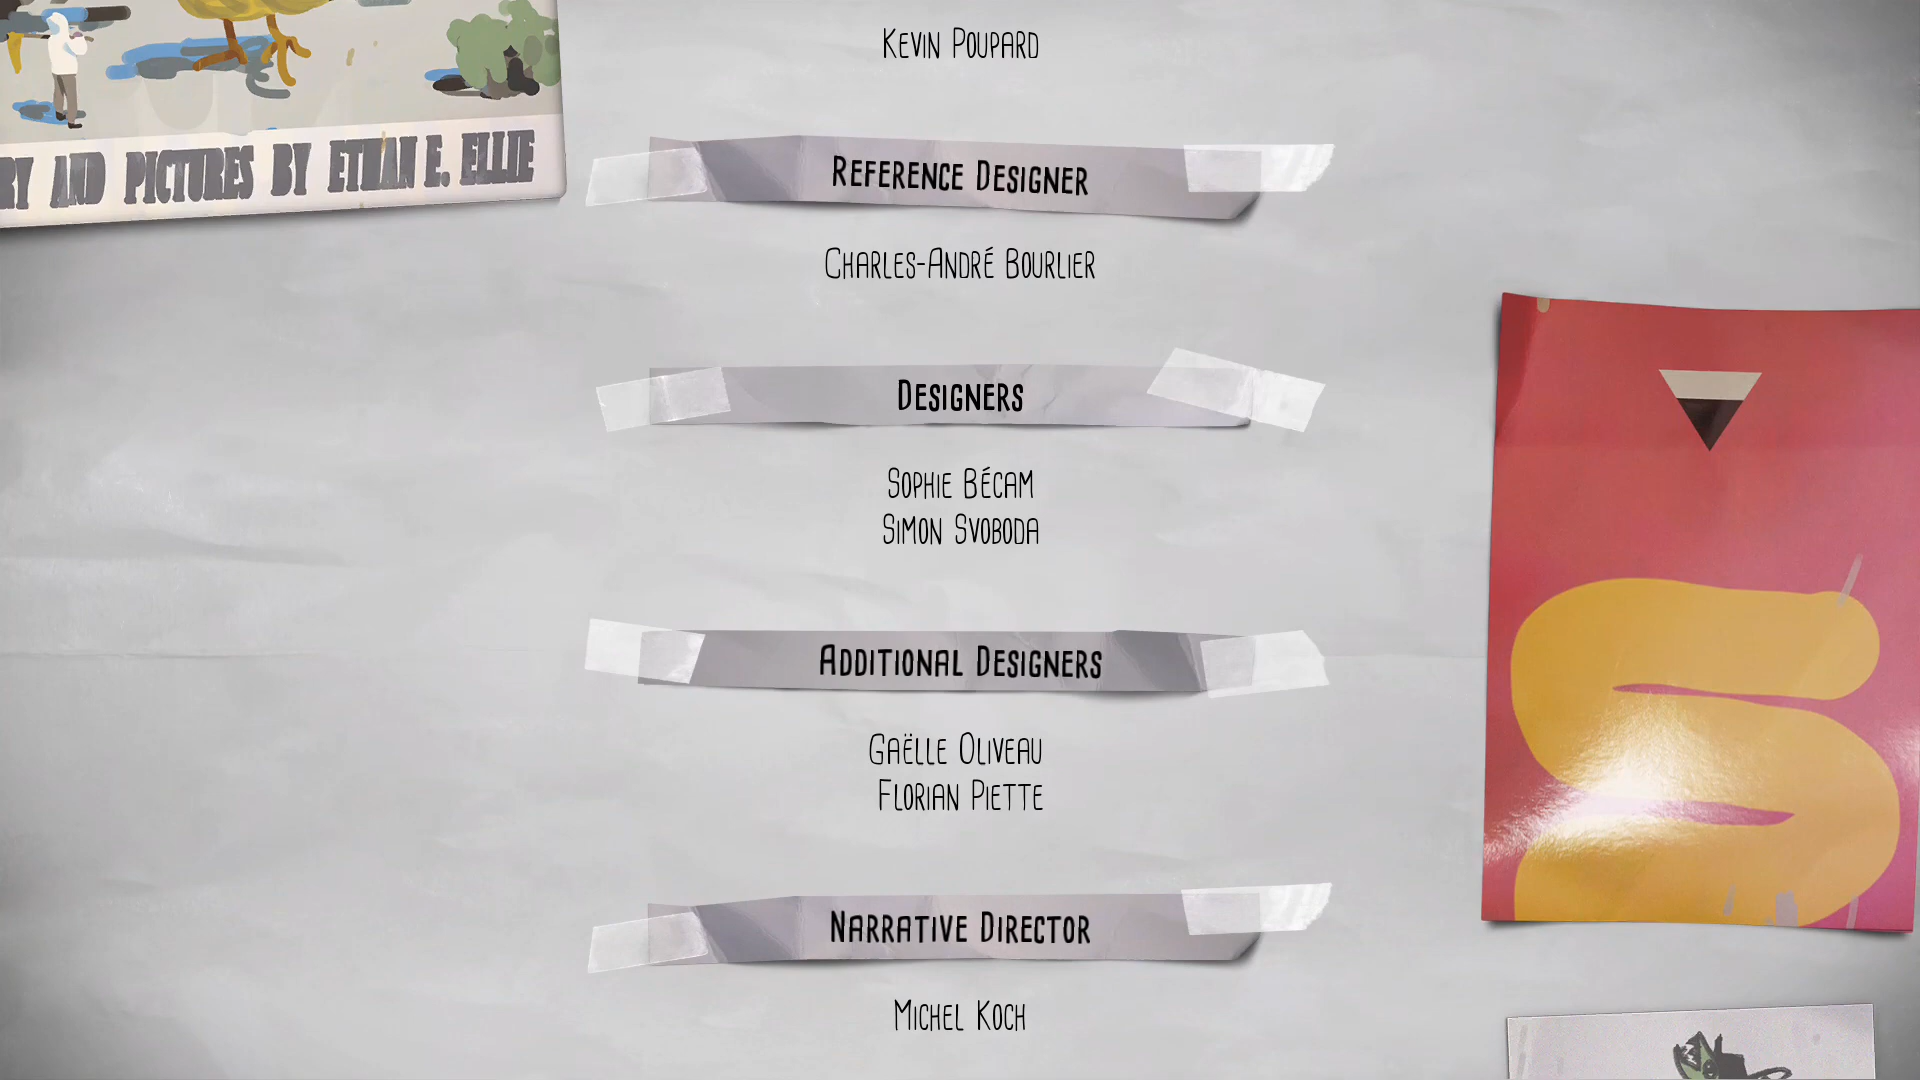 Kevin Poupard
RY AND PICTURES BY ETHAN E. ELLIE
Reference Designer
Charles-André Bourlier
Designers
Sophie Bécam
Simon Svoboda
Additional Designers
Gaëlle Oliveau
Florian Piette
Narrative Director
Michel Koch